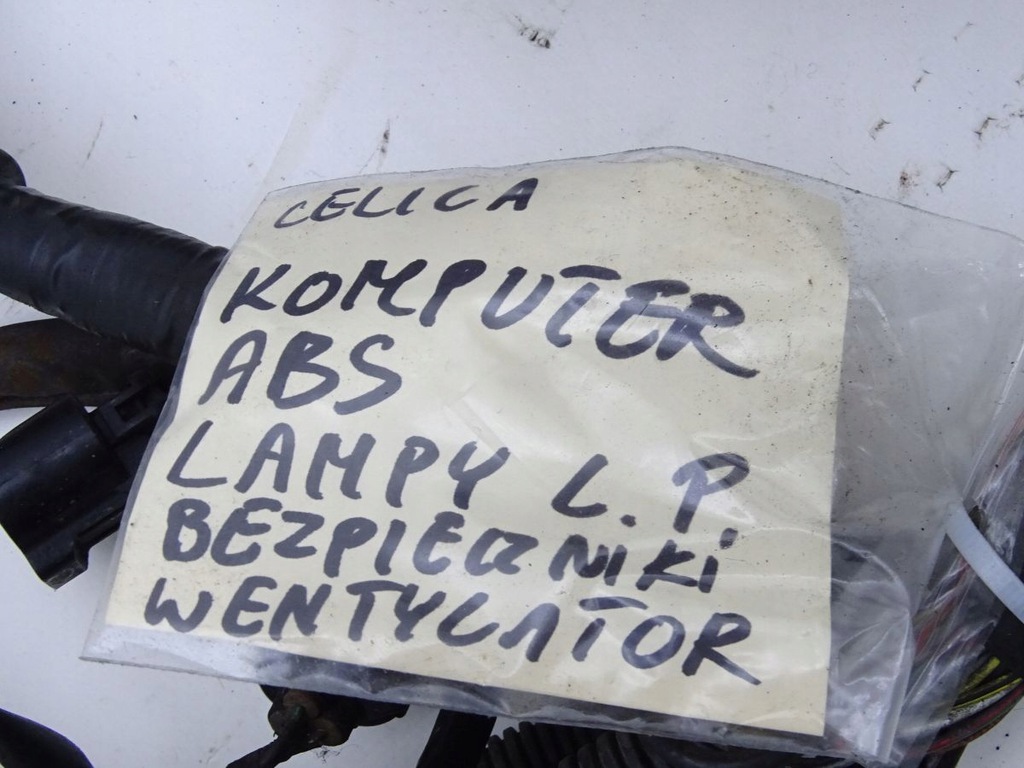 CELICA
KOMPUTER
ABS
LAMPY L. P.
BEZPIECZNIKI
WENTYLATOR